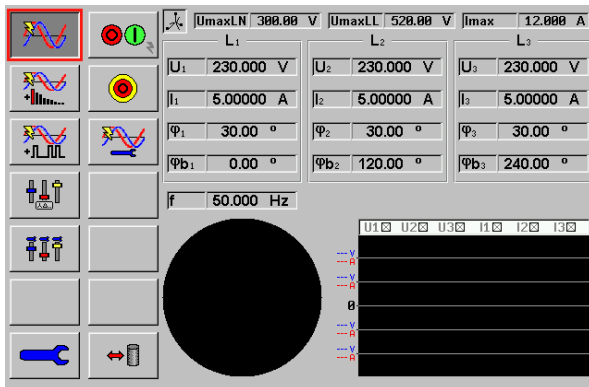 UmaxLN 300.00 V UmaxLL 520.00 V Imax 12.000 A
L1 L2 L3
U1 230.000 V U2 230.000 V U3 230.000 V
I1 5.00000 A I2 5.00000 A I3 5.00000 A
φ1 30.00 º φ2 30.00 º φ3 30.00 º
φb1 0.00 º φb2 120.00 º φb3 240.00 º
f 50.000 Hz
U1 U2 U3 I1 I2 I3
--- V
--- A
--- V
--- A
0
--- V
--- A
--- V
--- A